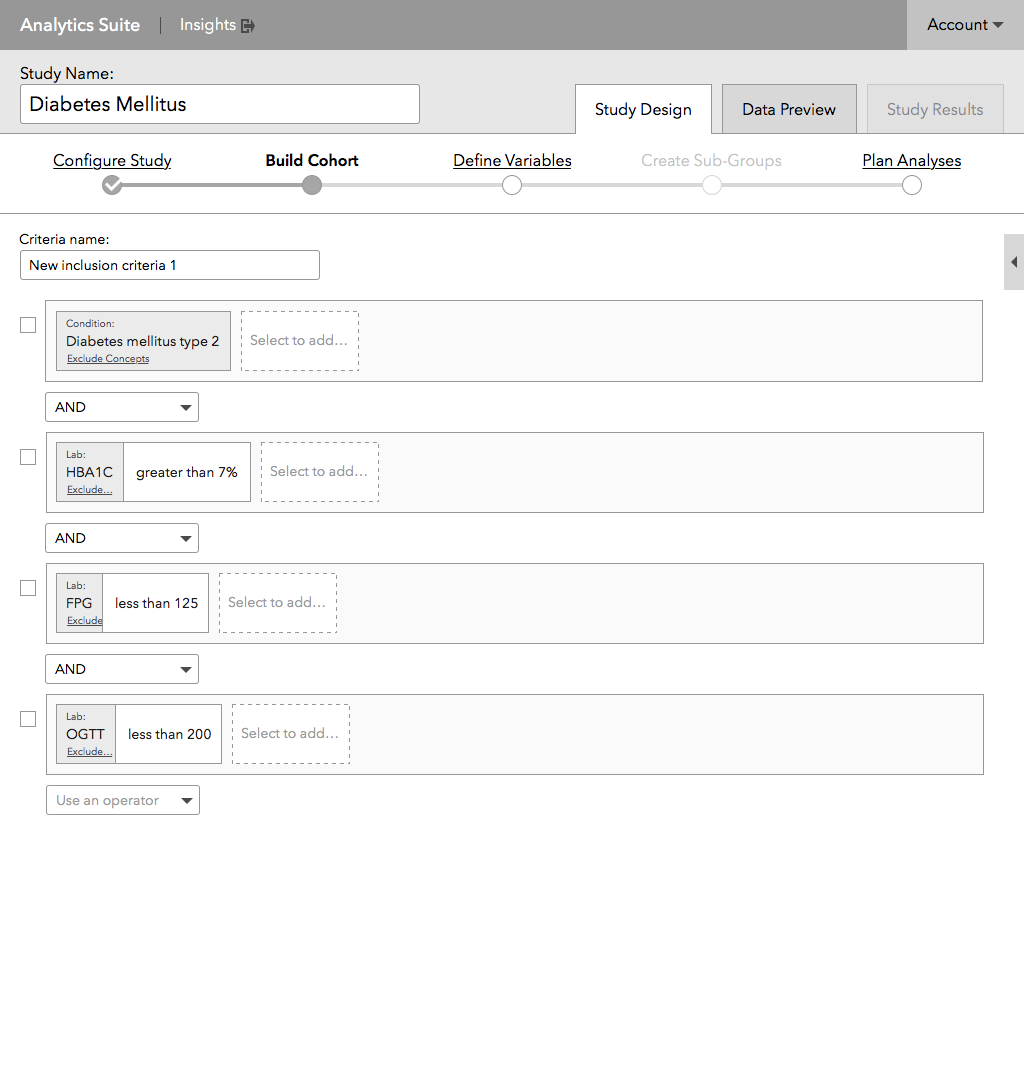 Analytics Suite | Insights Account
Study Name:
Diabetes Mellitus
Study Design Data Preview Study Results
Configure Study Build Cohort Define Variables Create Sub-Groups Plan Analyses
Criteria name:
New inclusion criteria 1
Condition:
Diabetes mellitus type 2
Exclude Concepts
Select to add...
AND
Lab:
HBA1C
Exclude...
greater than 7%
Select to add...
AND
Lab:
FPG
Exclude
less than 125
Select to add...
AND
Lab:
OGTT
Exclude...
less than 200
Select to add...
Use an operator